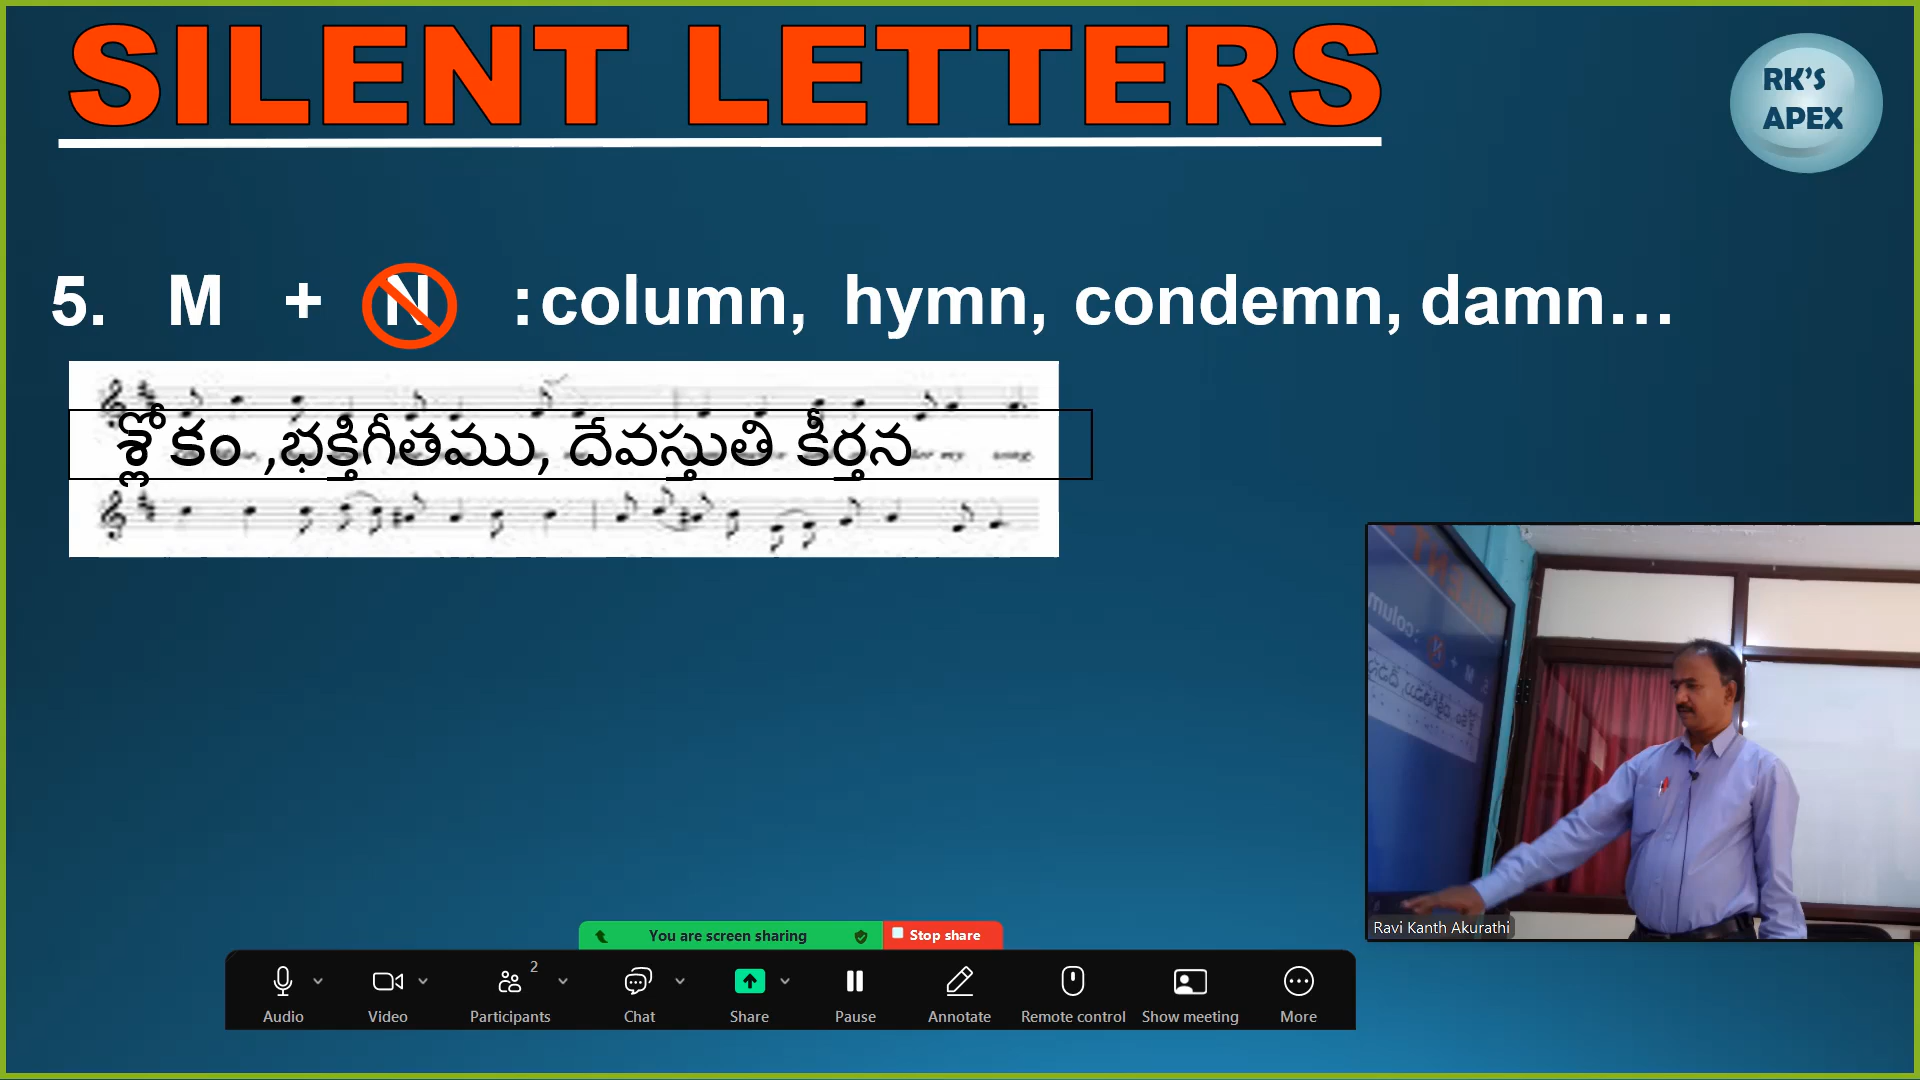 SILENT LETTERS
RK'S
APEX
5. M + N :column, hymn, condemn, damn...
శ్లోకం ,భక్తిగీతము, దేవస్తుతి కీర్తన
Ravi Kanth Akurathi
You are screen sharing
Stop share
2
Audio Video Participants Chat Share Pause Annotate Remote control Show meeting More